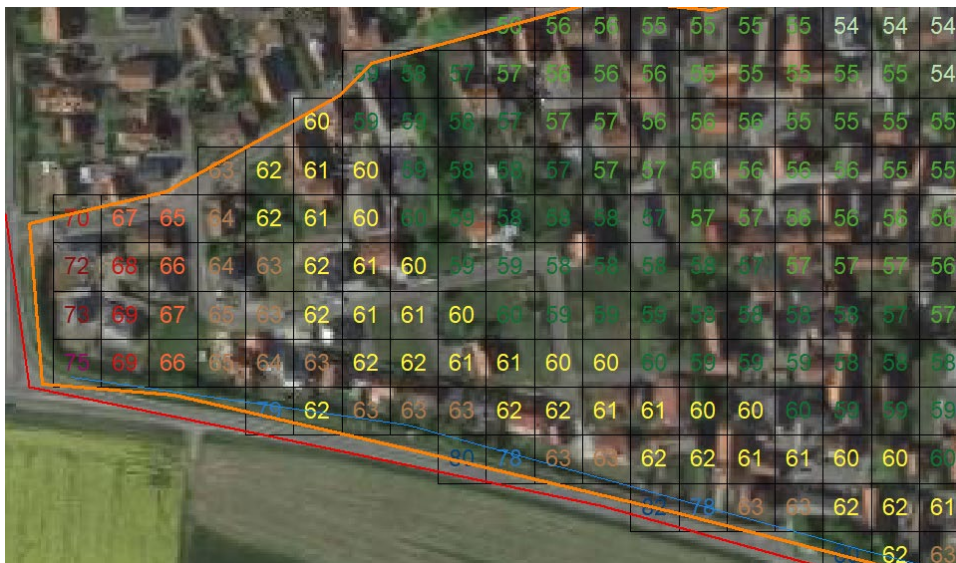 56 56 56 55 55 55 55 54 54 54
59 58 57 57 56 56 56 55 55 55 55 55 54
60 59 59 58 57 57 57 56 56 56 55 55 55 55
63 62 61 60 59 58 58 57 57 57 56 56 56 56 55 55
70 67 65 64 62 61 60 60 59 58 58 58 57 57 57 56 56 56 56
72 68 66 64 63 62 61 60 59 59 58 58 58 58 57 57 57 57 56
73 69 67 65 63 62 61 61 60 60 59 59 59 58 58 58 58 57 57
75 69 66 65 64 63 62 62 61 61 60 60 60 59 59 59 58 58 58
79 62 63 63 63 62 62 61 61 60 60 60 59 59 59
80 78 63 63 62 62 61 61 60 60 60
82 78 63 63 62 62 61
62 63